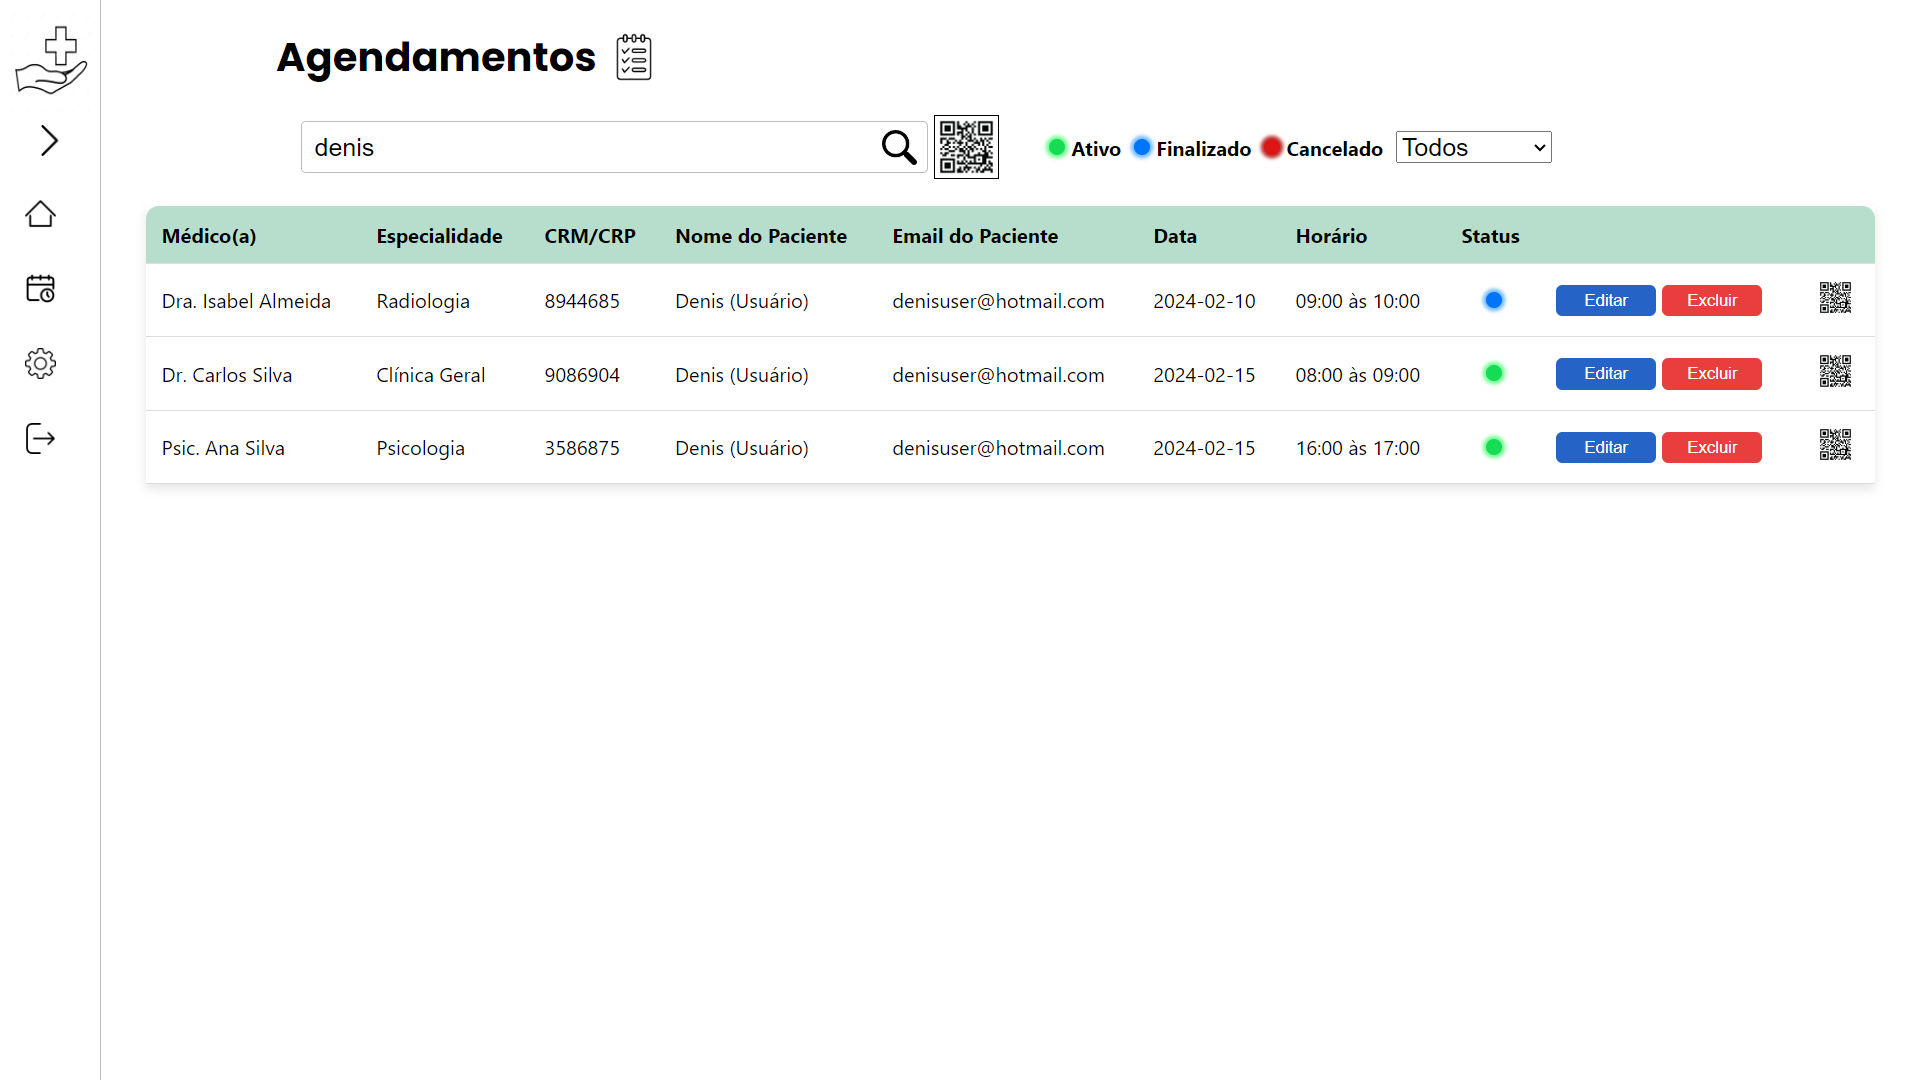 Agendamentos
denis
Ativo Finalizado Cancelado Todos
Médico(a) Especialidade CRM/CRP Nome do Paciente Email do Paciente Data Horário Status
Dra. Isabel Almeida Radiologia 8944685 Denis (Usuário) denisuser@hotmail.com 2024-02-10 09:00 às 10:00 Editar Excluir
Dr. Carlos Silva Clínica Geral 9086904 Denis (Usuário) denisuser@hotmail.com 2024-02-15 08:00 às 09:00 Editar Excluir
Psic. Ana Silva Psicologia 3586875 Denis (Usuário) denisuser@hotmail.com 2024-02-15 16:00 às 17:00 Editar Excluir